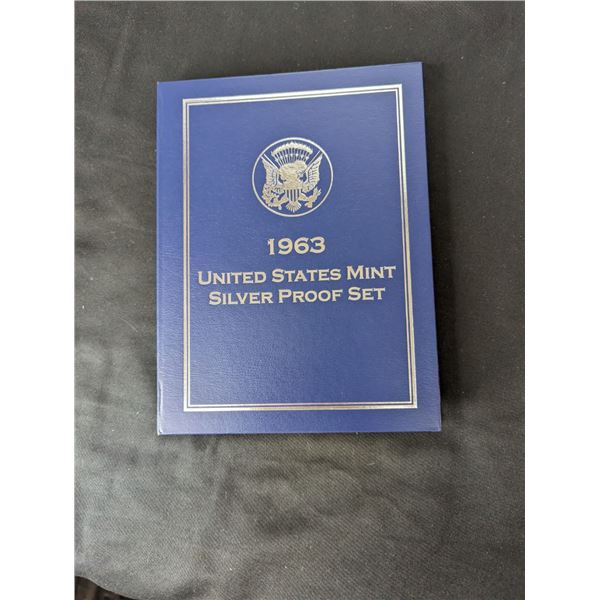 1963
UNITED STATES MINT
SILVER PROOF SET